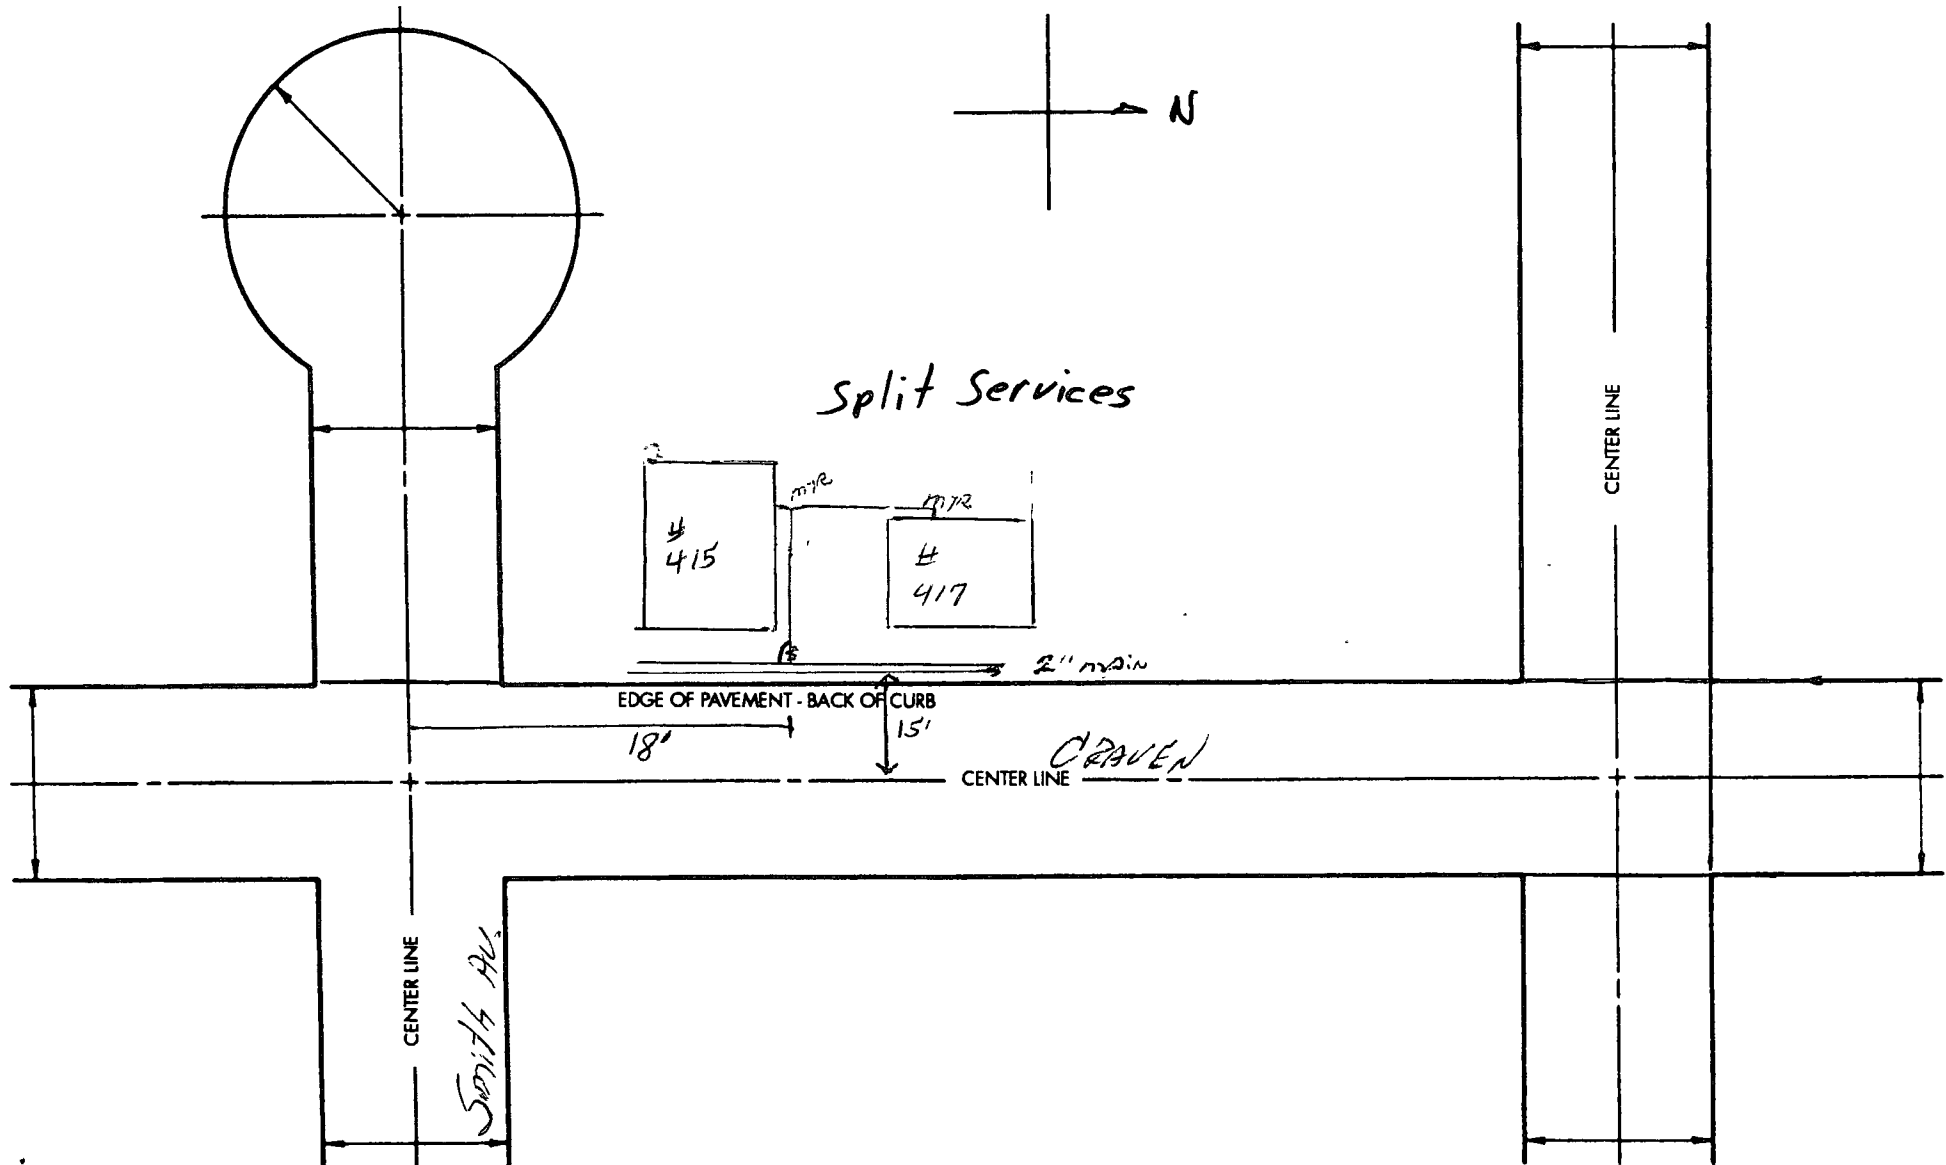 N
Split Services
CENTER LINE
mtr
mtr
#
415
#
417
2" main
EDGE OF PAVEMENT - BACK OF CURB
18'
15'
CRAVEN
CENTER LINE
CENTER LINE
Smith AV.